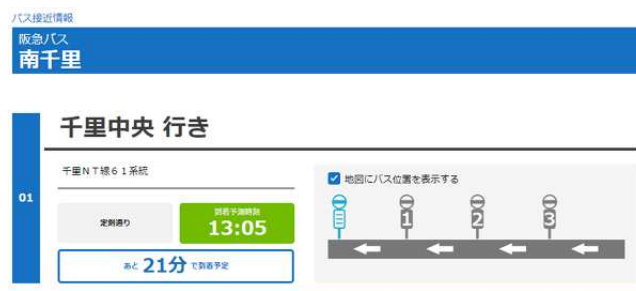 バス接近情報
阪急バス
南千里
千里中央 行き
01
千里NT線61系統
定刻通り
到着予測時刻
13:05
あと 21分 で到着予定
地図にバス位置を表示する
1
2
3